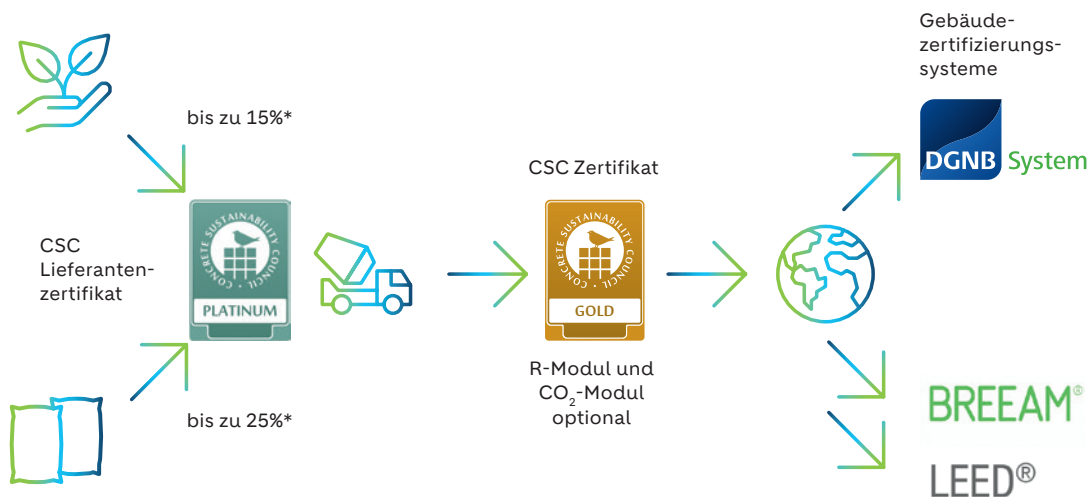 bis zu 15%*
CSC
Lieferanten-
zertifikat
CONCRETE SUSTAINABILITY COUNCIL
PLATINUM
bis zu 25%*
CSC Zertifikat
CONCRETE SUSTAINABILITY COUNCIL
GOLD
R-Modul und
CO₂-Modul
optional
Gebäude-
zertifizierungs-
systeme
DGNB System
BREEAM®
LEED®